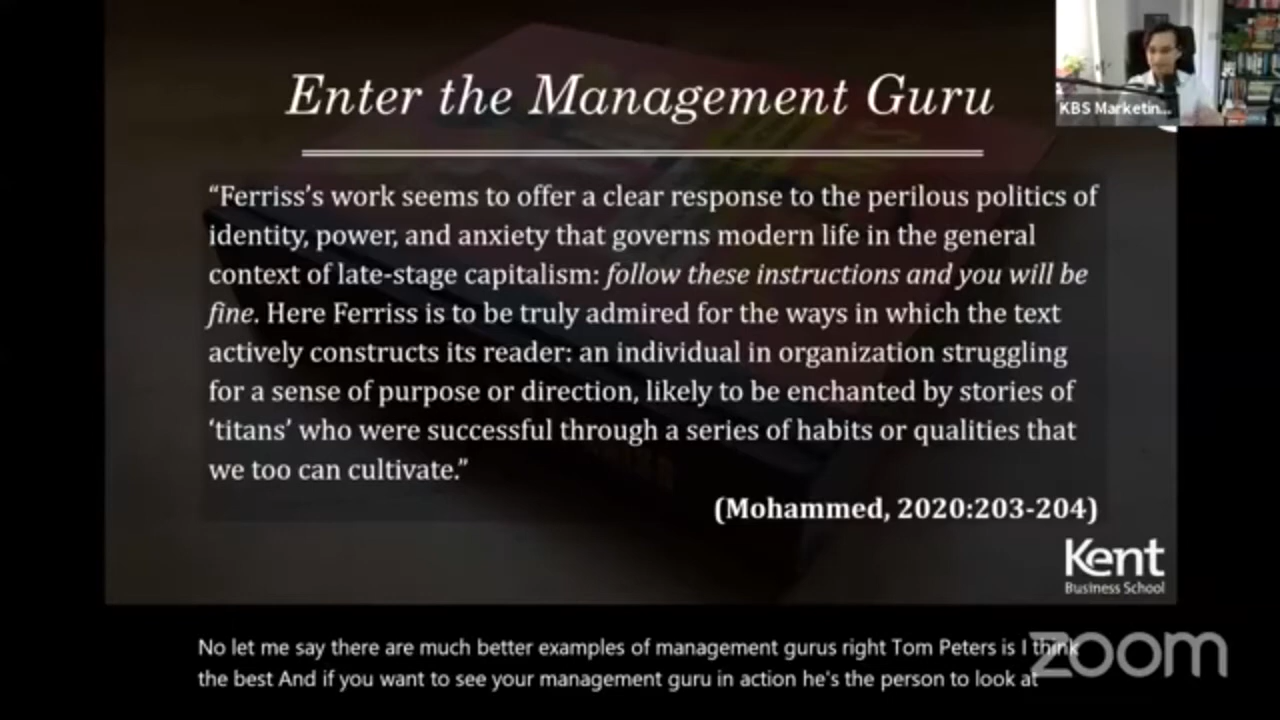 Enter the Management Guru
KBS Marketin...
“Ferriss’s work seems to offer a clear response to the perilous politics of
identity, power, and anxiety that governs modern life in the general
context of late-stage capitalism: follow these instructions and you will be
fine. Here Ferriss is to be truly admired for the ways in which the text
actively constructs its reader: an individual in organization struggling
for a sense of purpose or direction, likely to be enchanted by stories of
‘titans’ who were successful through a series of habits or qualities that
we too can cultivate.”
(Mohammed, 2020:203-204)
Kent
Business School
No let me say there are much better examples of management gurus right Tom Peters is I think
the best And if you want to see your management guru in action he's the person to look at
zoom